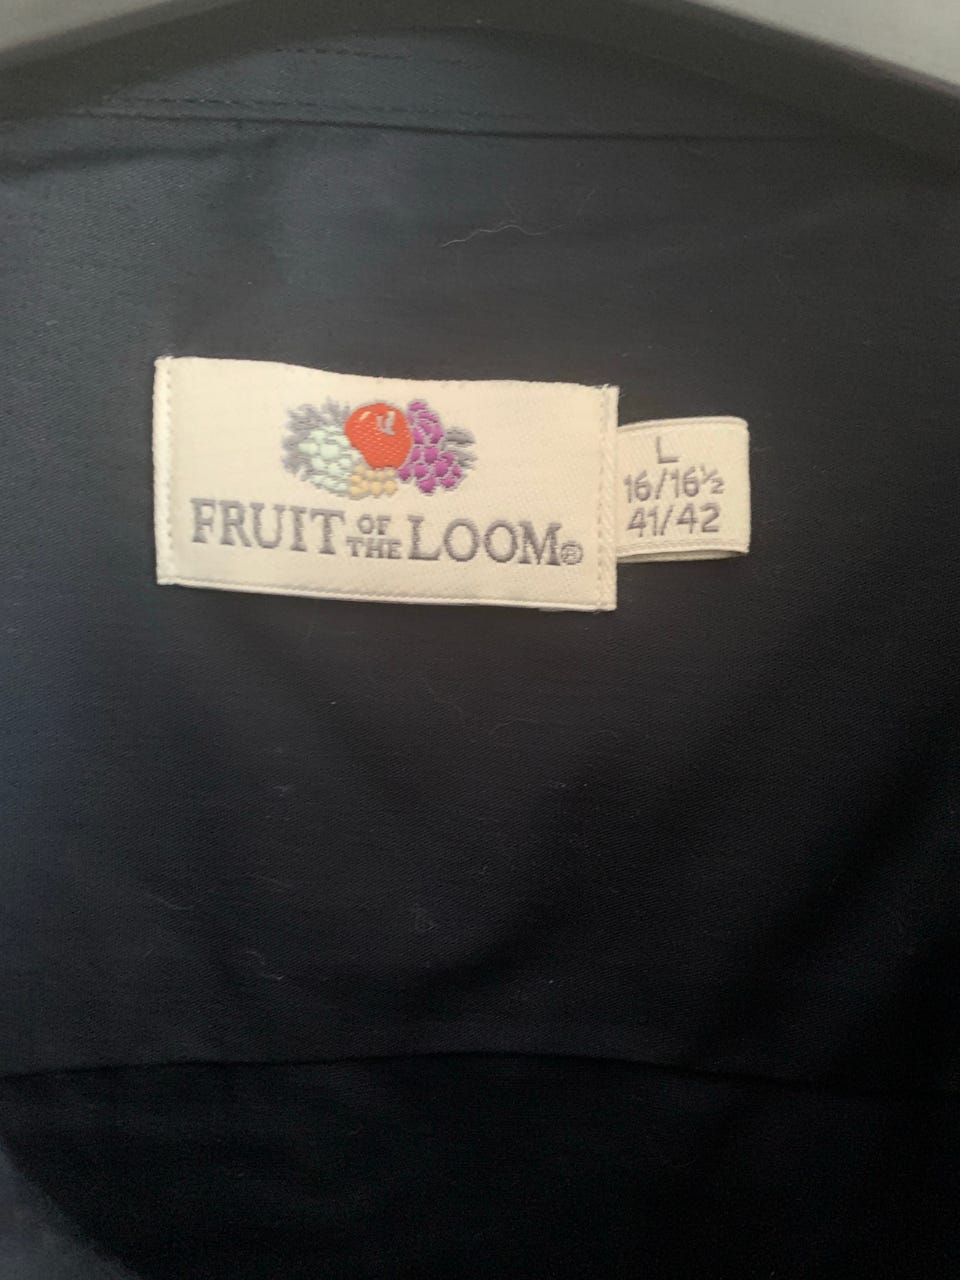 FRUIT OF THE LOOM®
L
16/16½
41/42